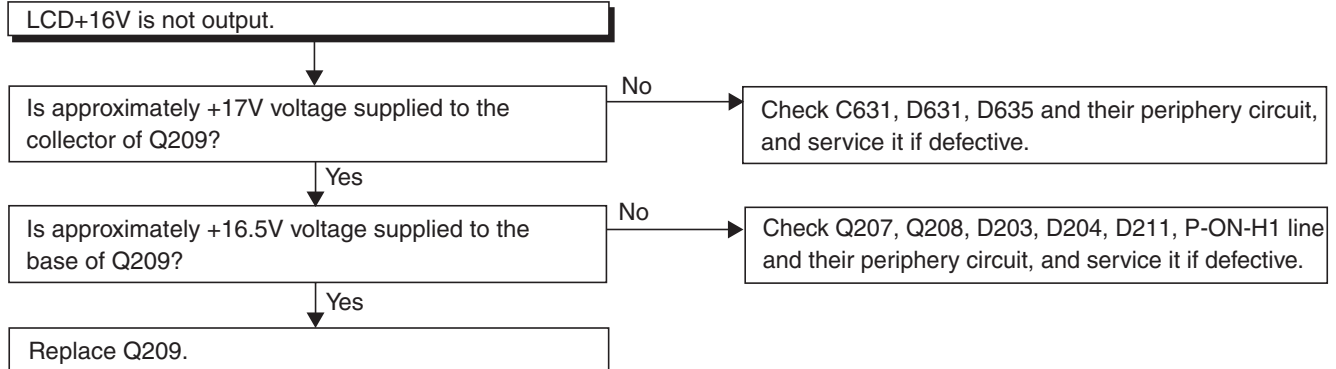 LCD+16V is not output.
No
Is approximately +17V voltage supplied to the
collector of Q209?
Check C631, D631, D635 and their periphery circuit,
and service it if defective.
Yes
No
Is approximately +16.5V voltage supplied to the
base of Q209?
Check Q207, Q208, D203, D204, D211, P-ON-H1 line
and their periphery circuit, and service it if defective.
Yes
Replace Q209.